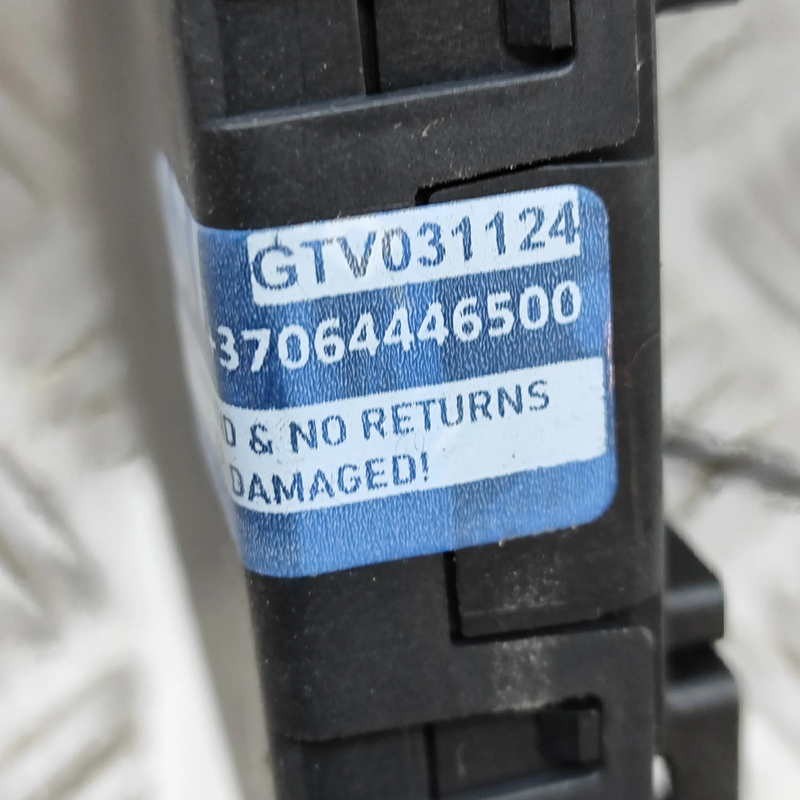 GTV031124
37064446500
& NO RETURNS
DAMAGED!